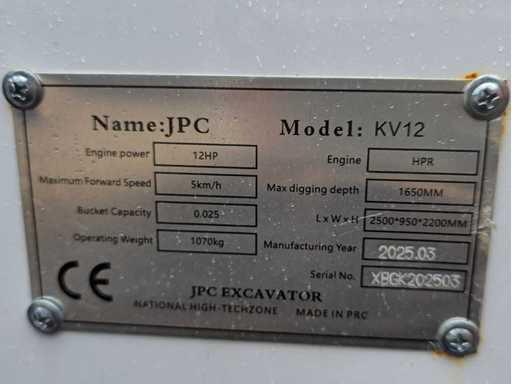 Name:JPC Model: KV12
Engine power 12HP Engine HPR
Maximum Forward Speed 5km/h Max digging depth 1650MM
Bucket Capacity 0.025 L x W x H 2500*950*2200MM
Operating Weight 1070kg Manufacturing Year 2025.03
Serial No. XBGK202503
CE
JPC EXCAVATOR
NATIONAL HIGH-TECHZONE MADE IN PRC